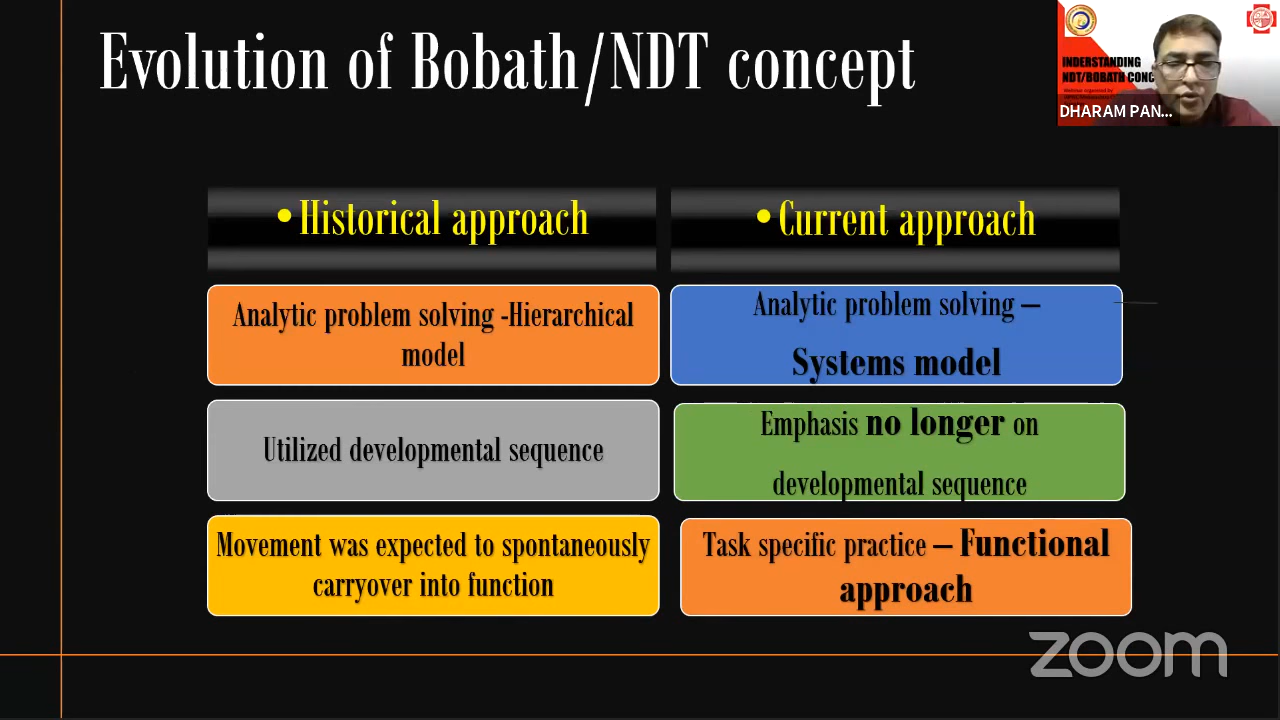 Evolution of Bobath/NDT concept
INDERSTANDING
NDT/BOBATH CONC
DHARAM PAN...
•Historical approach
•Current approach
Analytic problem solving -Hierarchical
model
Analytic problem solving –
Systems model
Utilized developmental sequence
Emphasis no longer on
developmental sequence
Movement was expected to spontaneously
carryover into function
Task specific practice – Functional
approach
zoom